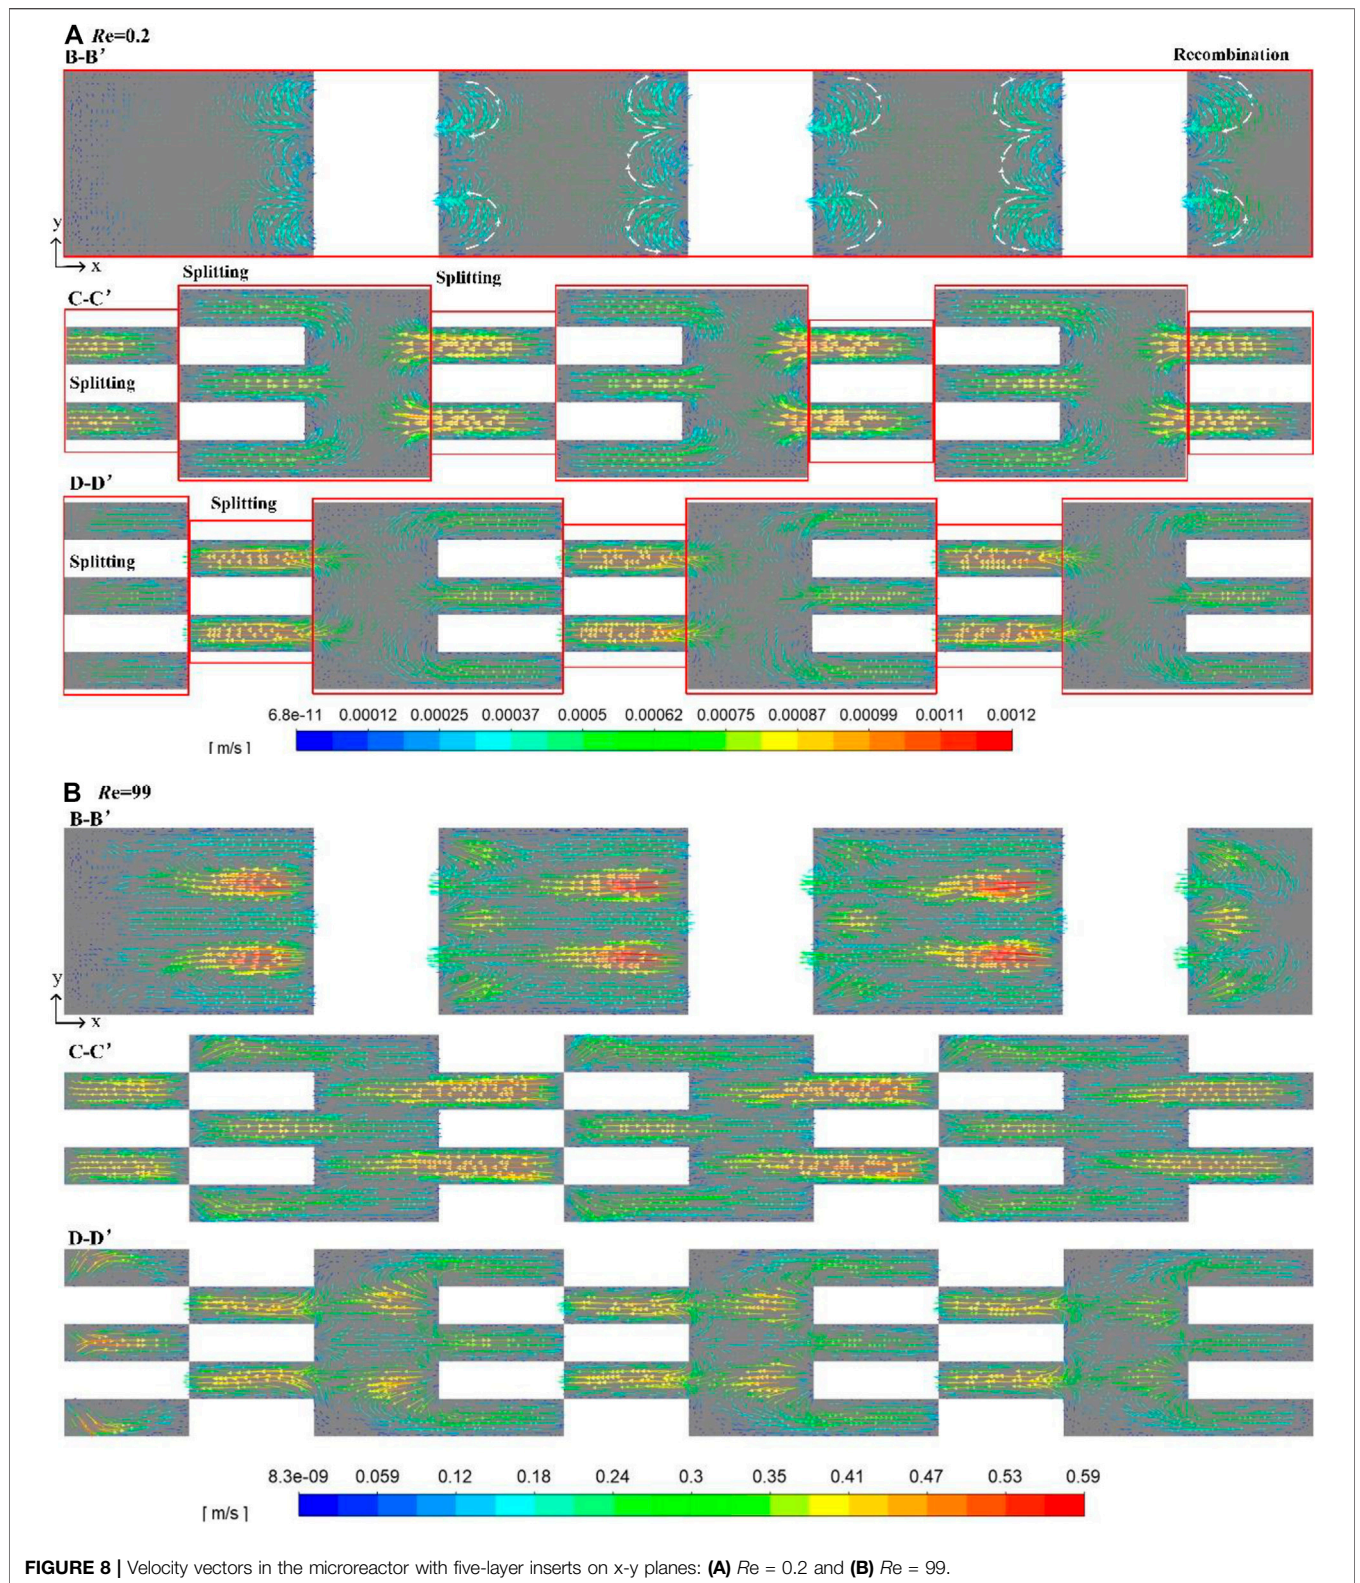 A Re=0.2
B-B'
Recombination
y
x
Splitting
Splitting
C-C'
Splitting
D-D'
Splitting
Splitting
6.8e-11 0.00012 0.00025 0.00037 0.0005 0.00062 0.00075 0.00087 0.00099 0.0011 0.0012
[ m/s ]
B Re=99
B-B'
y
x
C-C'
D-D'
8.3e-09 0.059 0.12 0.18 0.24 0.3 0.35 0.41 0.47 0.53 0.59
[ m/s ]
FIGURE 8 | Velocity vectors in the microreactor with five-layer inserts on x-y planes: (A) Re = 0.2 and (B) Re = 99.